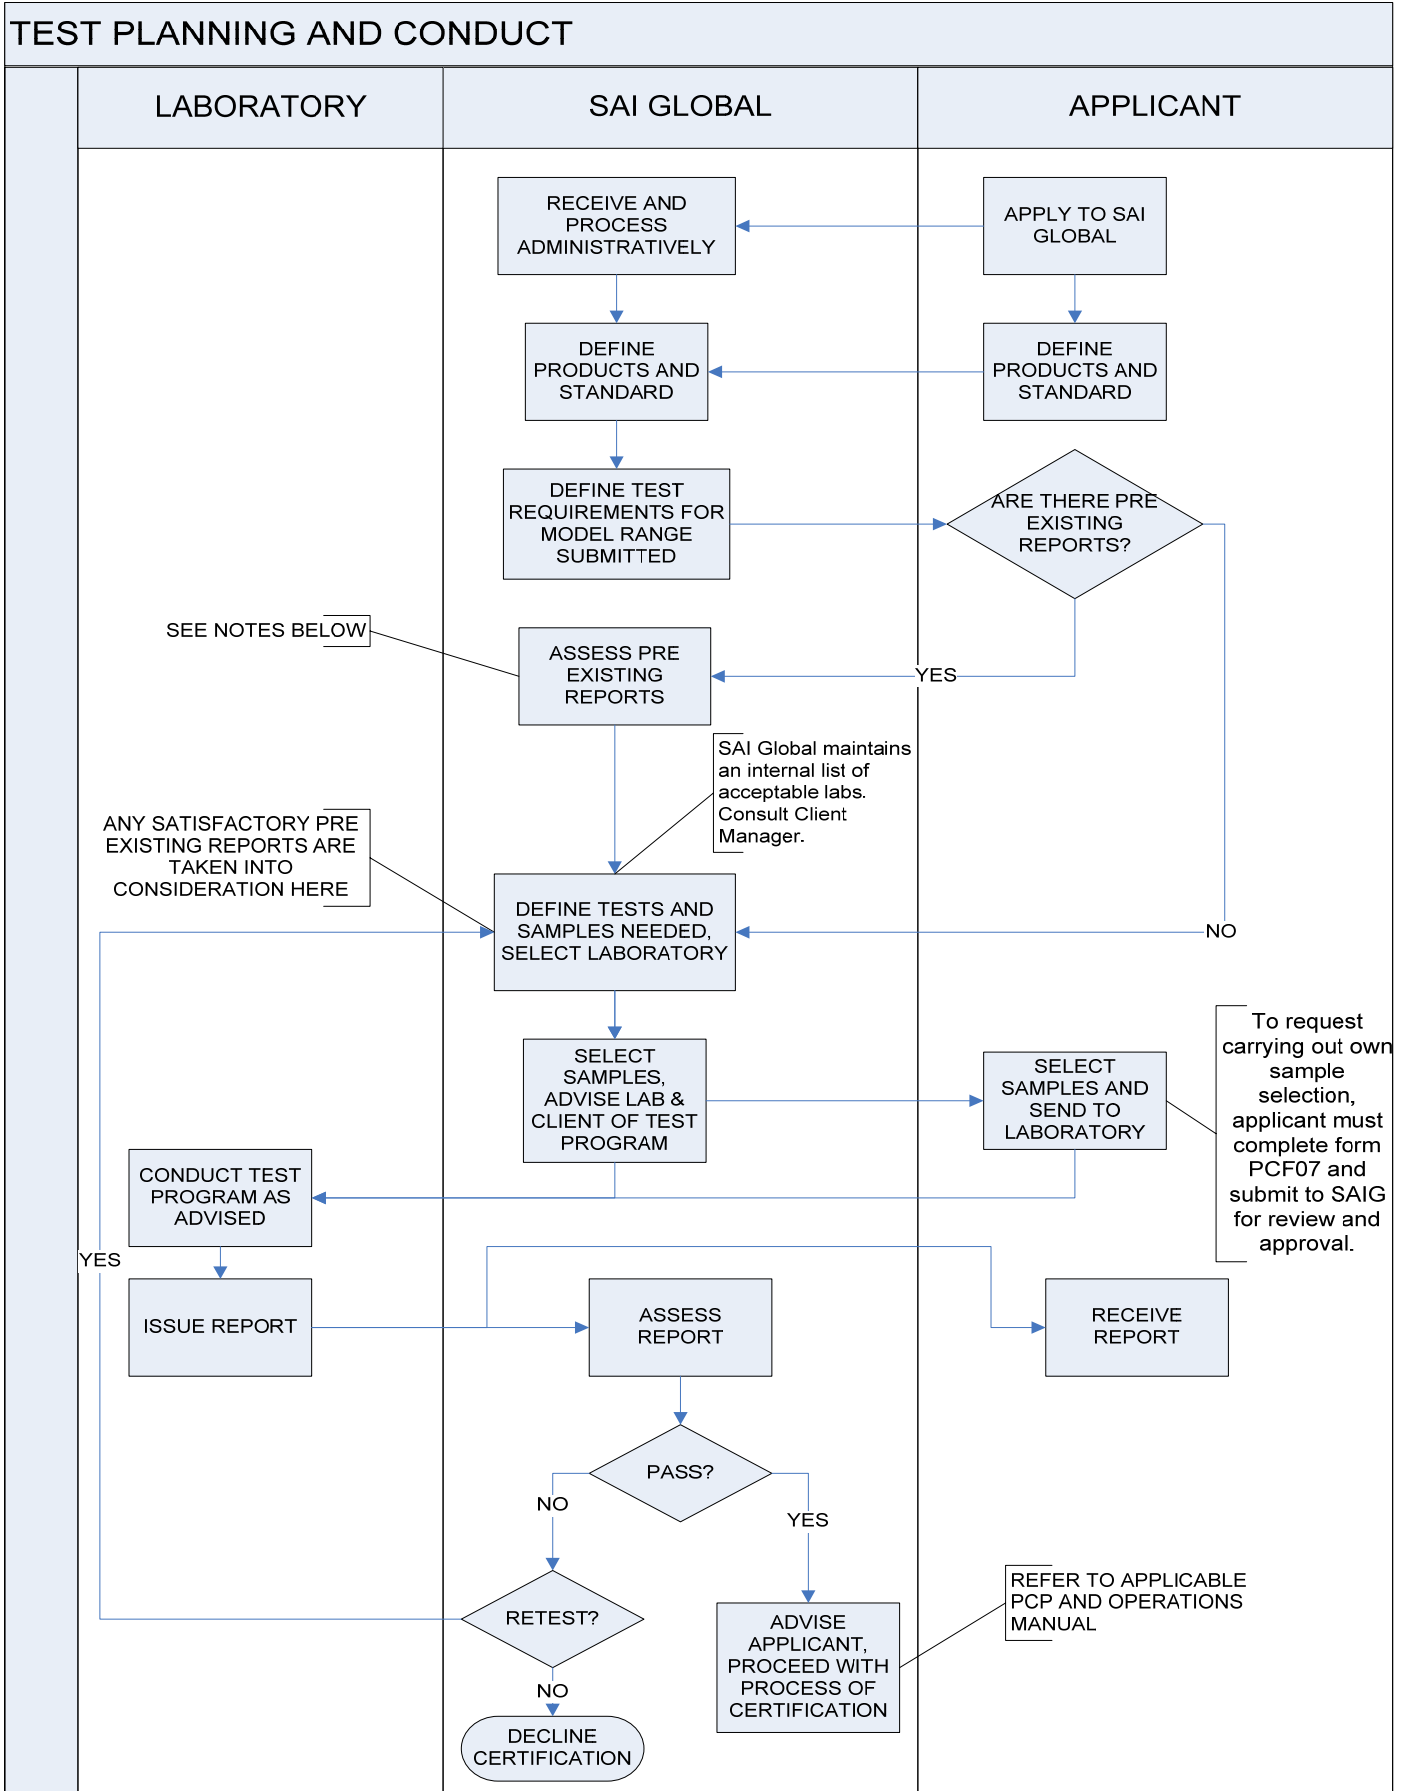 TEST PLANNING AND CONDUCT
LABORATORY
SAI GLOBAL
APPLICANT
RECEIVE AND
PROCESS
ADMINISTRATIVELY
APPLY TO SAI
GLOBAL
DEFINE
PRODUCTS AND
STANDARD
DEFINE
PRODUCTS AND
STANDARD
DEFINE TEST
REQUIREMENTS FOR
MODEL RANGE
SUBMITTED
ARE THERE PRE
EXISTING
REPORTS?
SEE NOTES BELOW
ASSESS PRE
EXISTING
REPORTS
YES
SAI Global maintains
an internal list of
acceptable labs.
Consult Client
Manager.
ANY SATISFACTORY PRE
EXISTING REPORTS ARE
TAKEN INTO
CONSIDERATION HERE
DEFINE TESTS AND
SAMPLES NEEDED,
SELECT LABORATORY
NO
SELECT
SAMPLES,
ADVISE LAB &
CLIENT OF TEST
PROGRAM
SELECT
SAMPLES AND
SEND TO
LABORATORY
To request
carrying out own
sample
selection,
applicant must
complete form
PCF07 and
submit to SAIG
for review and
approval.
CONDUCT TEST
PROGRAM AS
ADVISED
YES
ISSUE REPORT
ASSESS
REPORT
RECEIVE
REPORT
PASS?
NO
YES
RETEST?
ADVISE
APPLICANT,
PROCEED WITH
PROCESS OF
CERTIFICATION
REFER TO APPLICABLE
PCP AND OPERATIONS
MANUAL
NO
DECLINE
CERTIFICATION